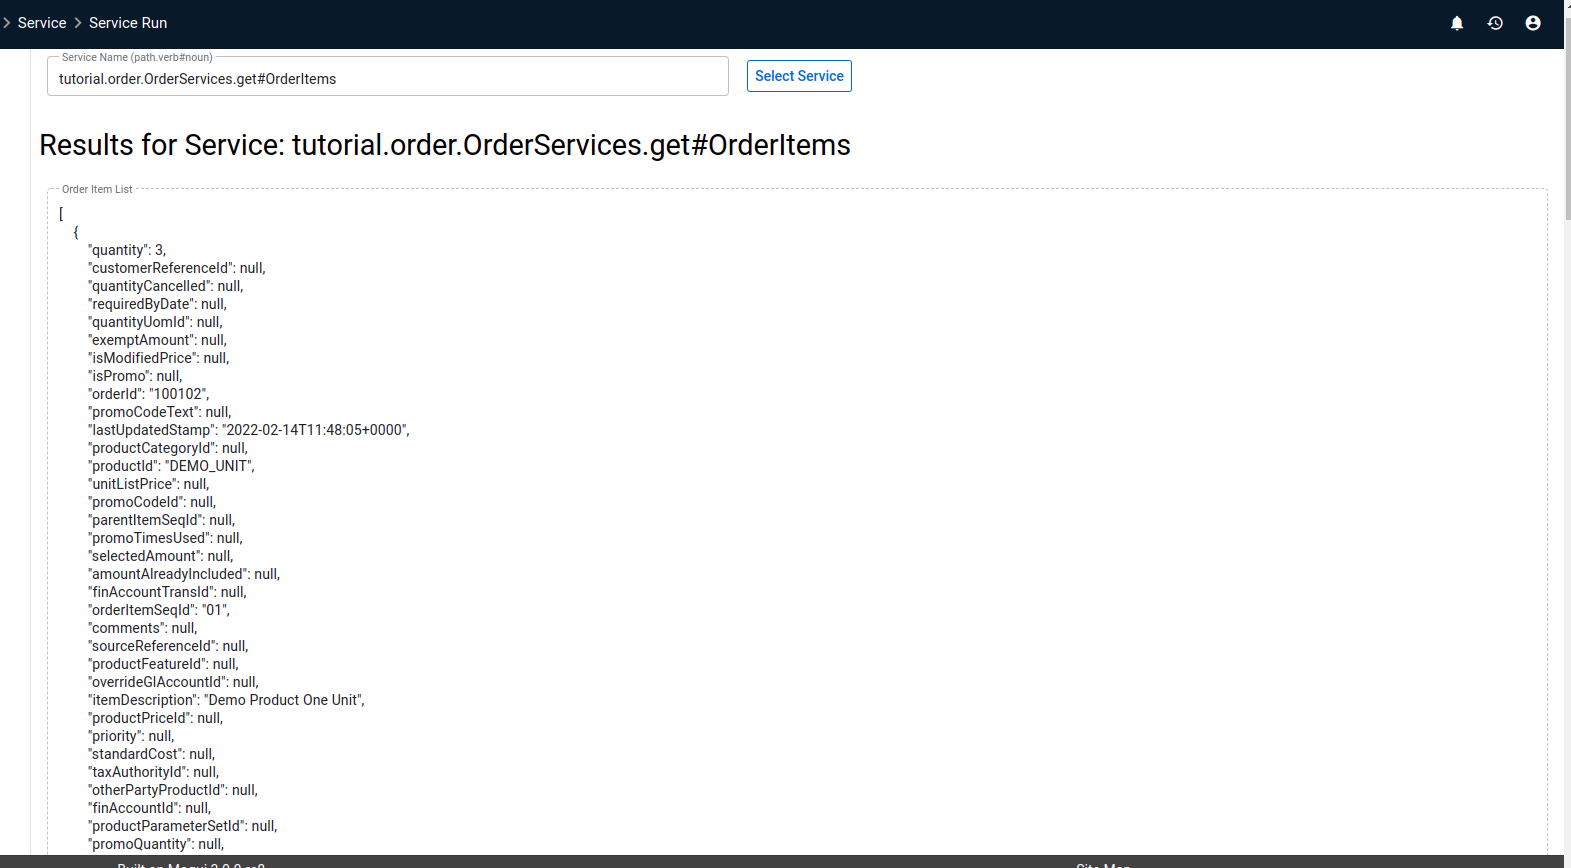 Service Service Run
Service Name (path.verb#noun)
tutorial.order.OrderServices.get#OrderItems
Select Service
Results for Service: tutorial.order.OrderServices.get#OrderItems
Order Item List
[
{
"quantity": 3,
"customerReferenceId": null,
"quantityCancelled": null,
"requiredByDate": null,
"quantityUomId": null,
"exemptAmount": null,
"isModifiedPrice": null,
"isPromo": null,
"orderId": "100102",
"promoCodeText": null,
"lastUpdatedStamp": "2022-02-14T11:48:05+0000",
"productCategoryId": null,
"productId": "DEMO_UNIT",
"unitListPrice": null,
"promoCodeId": null,
"parentItemSeqId": null,
"promoTimesUsed": null,
"selectedAmount": null,
"amountAlreadyIncluded": null,
"finAccountTransId": null,
"orderItemSeqId": "01",
"comments": null,
"sourceReferenceId": null,
"productFeatureId": null,
"overrideGlAccountId": null,
"itemDescription": "Demo Product One Unit",
"productPriceId": null,
"priority": null,
"standardCost": null,
"taxAuthorityId": null,
"otherPartyProductId": null,
"finAccountId": null,
"productParameterSetId": null,
"promoQuantity": null,
Built on Moqui Site Map